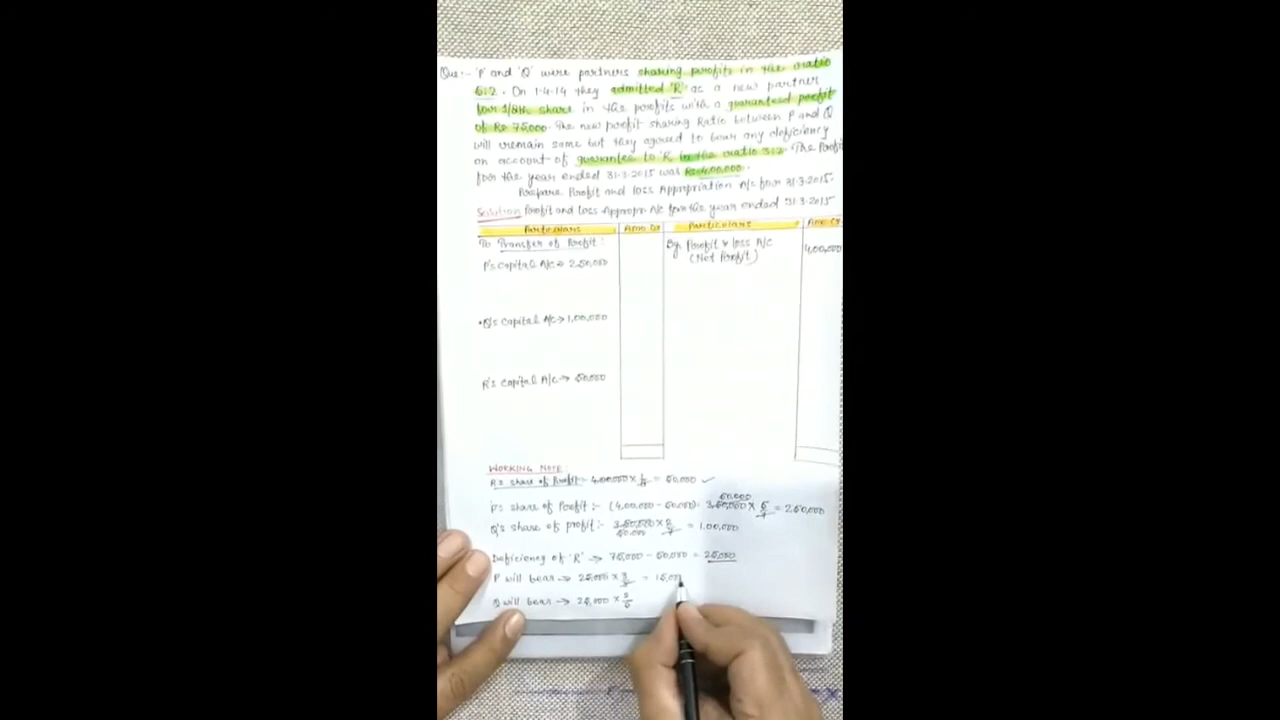 Que:- 'P' and 'Q' were partners sharing profits in the ratio
5:2. On 1-4-14 they admitted 'R' as a new partner
for 1/8th share in the profits with a guaranteed profit
of Rs 75,000. The new profit sharing Ratio between P and Q
will remain same but they agreed to bear any deficiency
on account of guarantee to 'R in the ratio 3:2. The Profit
for the year ended 31-3-2015 was Rs 4,00,000.
Prepare Profit and loss Appropriation A/c for 31-3-2015.
Solution Profit and loss Appropr. A/c for the year ended 31-3-2015
Particulars Amo Particulars Amo
To Transfer of Profit: By Profit & loss A/c 4,00,000
P's Capital A/c → 2,50,000 (Net Profit)
Q's Capital A/c → 1,00,000
R's Capital A/c → 50,000
WORKING NOTE
R's share of Profit:- 4,00,000 × 1/8 = 50,000 ✓
50,000
P's share of Profit:- (4,00,000 - 50,000) = 3,50,000 × 5/7 = 2,50,000
Q's share of profit:- 3,50,000 × 2/7 = 1,00,000
50,000
Deficiency of 'R' → 75,000 - 50,000 = 25,000
P will bear → 25,000 × 3/5 = 15,000
Q will bear → 25,000 × 2/5